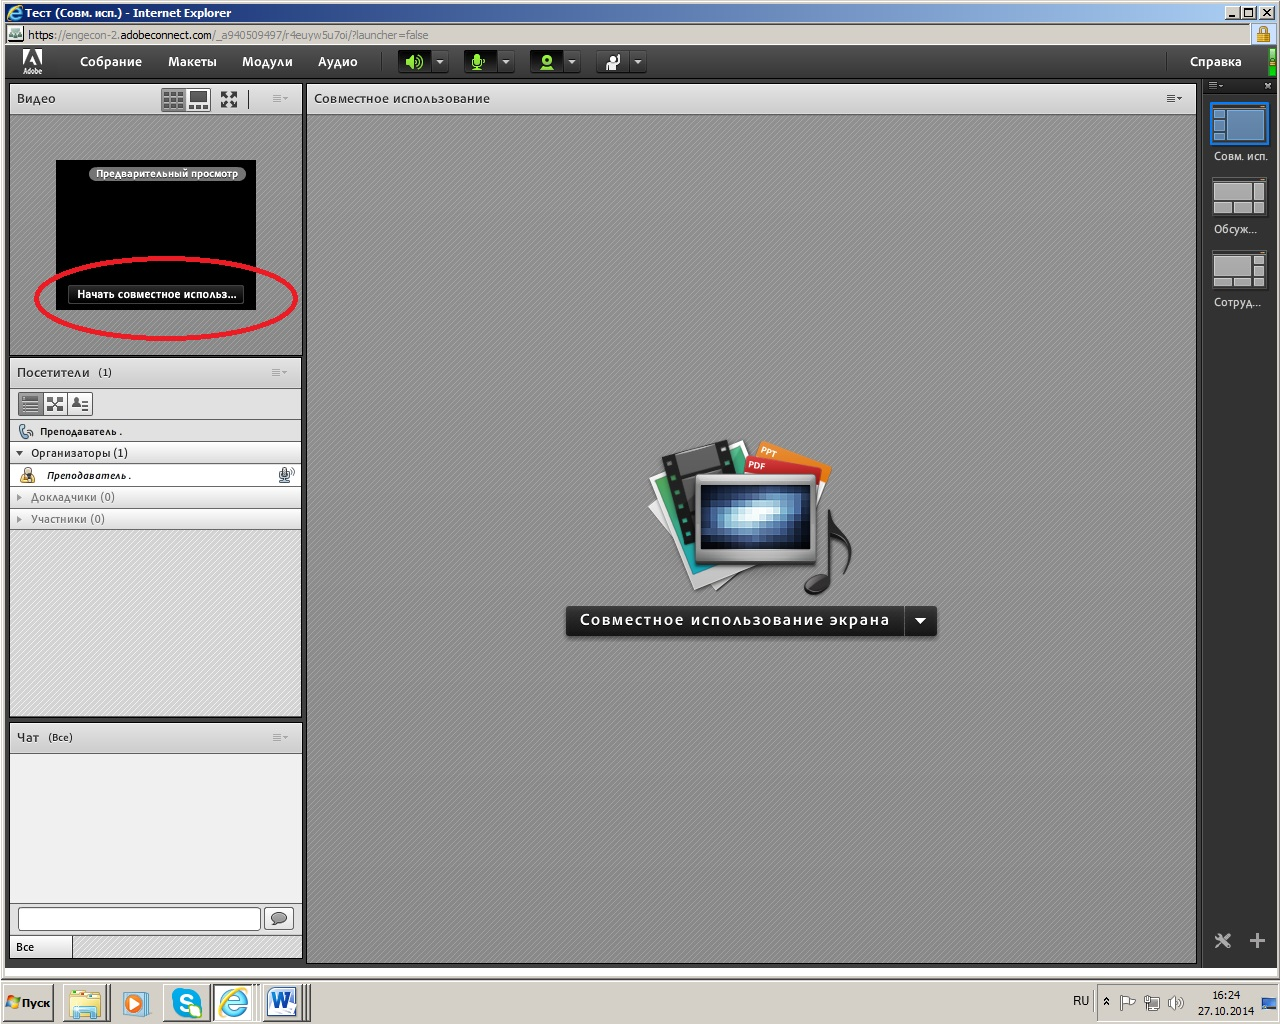 Тест (Совм. исп.) - Internet Explorer
https://engecon-2.adobeconnect.com/_a940509497/r4euyw5u7oi/?launcher=false
Adobe
Собрание
Макеты
Модули
Аудио
Справка
Видео
Совместное использование
Предварительный просмотр
Начать совместное использ...
Совм. исп.
Обсуж...
Сотруд...
Посетители (1)
Преподаватель .
Организаторы (1)
Преподаватель .
Докладчики (0)
Участники (0)
PPT
PDF
Совместное использование экрана
Чат (Все)
Все
Пуск
RU
16:24
27.10.2014